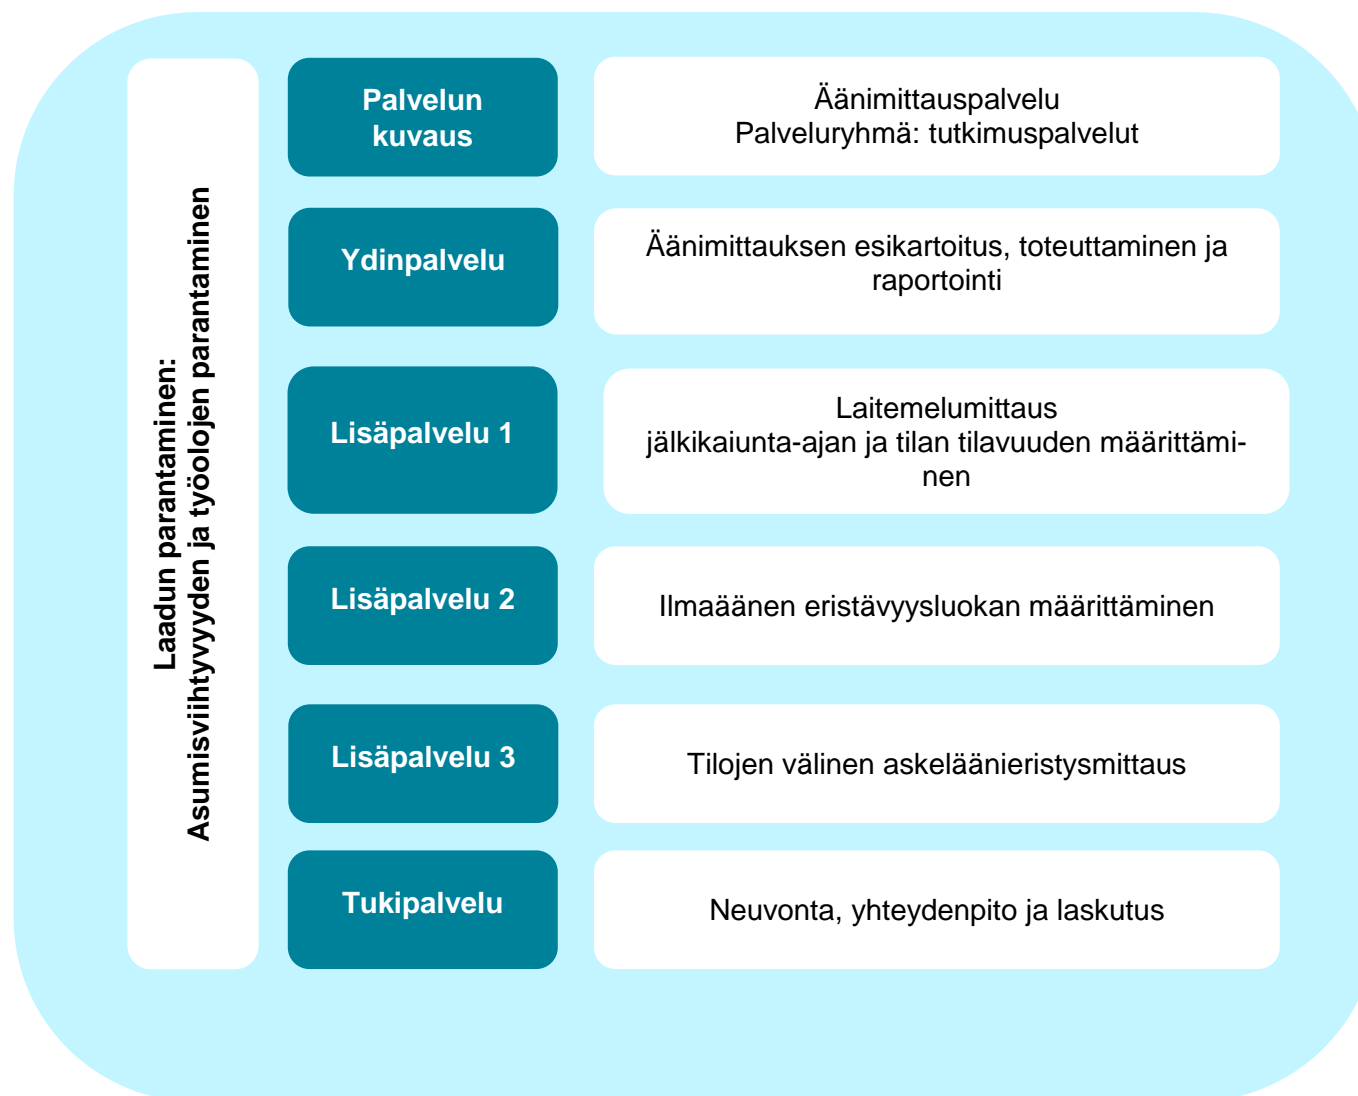 Laadun parantaminen:
Asumisviihtyvyyden ja työolojen parantaminen
Palvelun
kuvaus
Äänimittauspalvelu
Palveluryhmä: tutkimuspalvelut
Ydinpalvelu
Äänimittauksen esikartoitus, toteuttaminen ja
raportointi
Lisäpalvelu 1
Laitemelumittaus
jälkikaiunta-ajan ja tilan tilavuuden määrittämi-
nen
Lisäpalvelu 2
Ilmaäänen eristävyysluokan määrittäminen
Lisäpalvelu 3
Tilojen välinen askeläänieristysmittaus
Tukipalvelu
Neuvonta, yhteydenpito ja laskutus